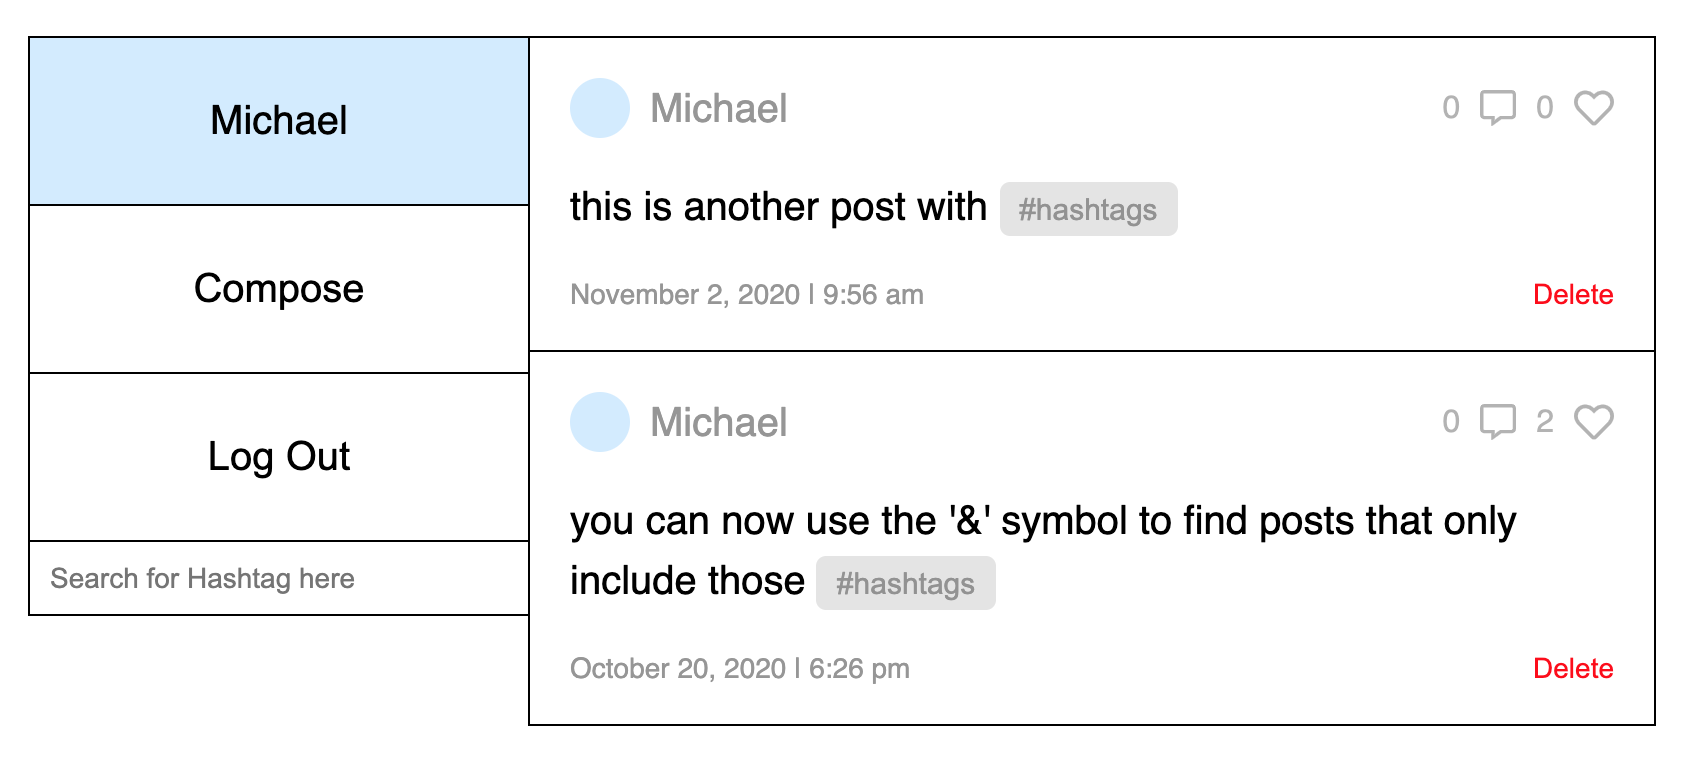 Michael
Compose
Log Out
Search for Hashtag here
Michael
0 0
this is another post with #hashtags
November 2, 2020 | 9:56 am
Delete
Michael
0 2
you can now use the '&' symbol to find posts that only
include those #hashtags
October 20, 2020 | 6:26 pm
Delete